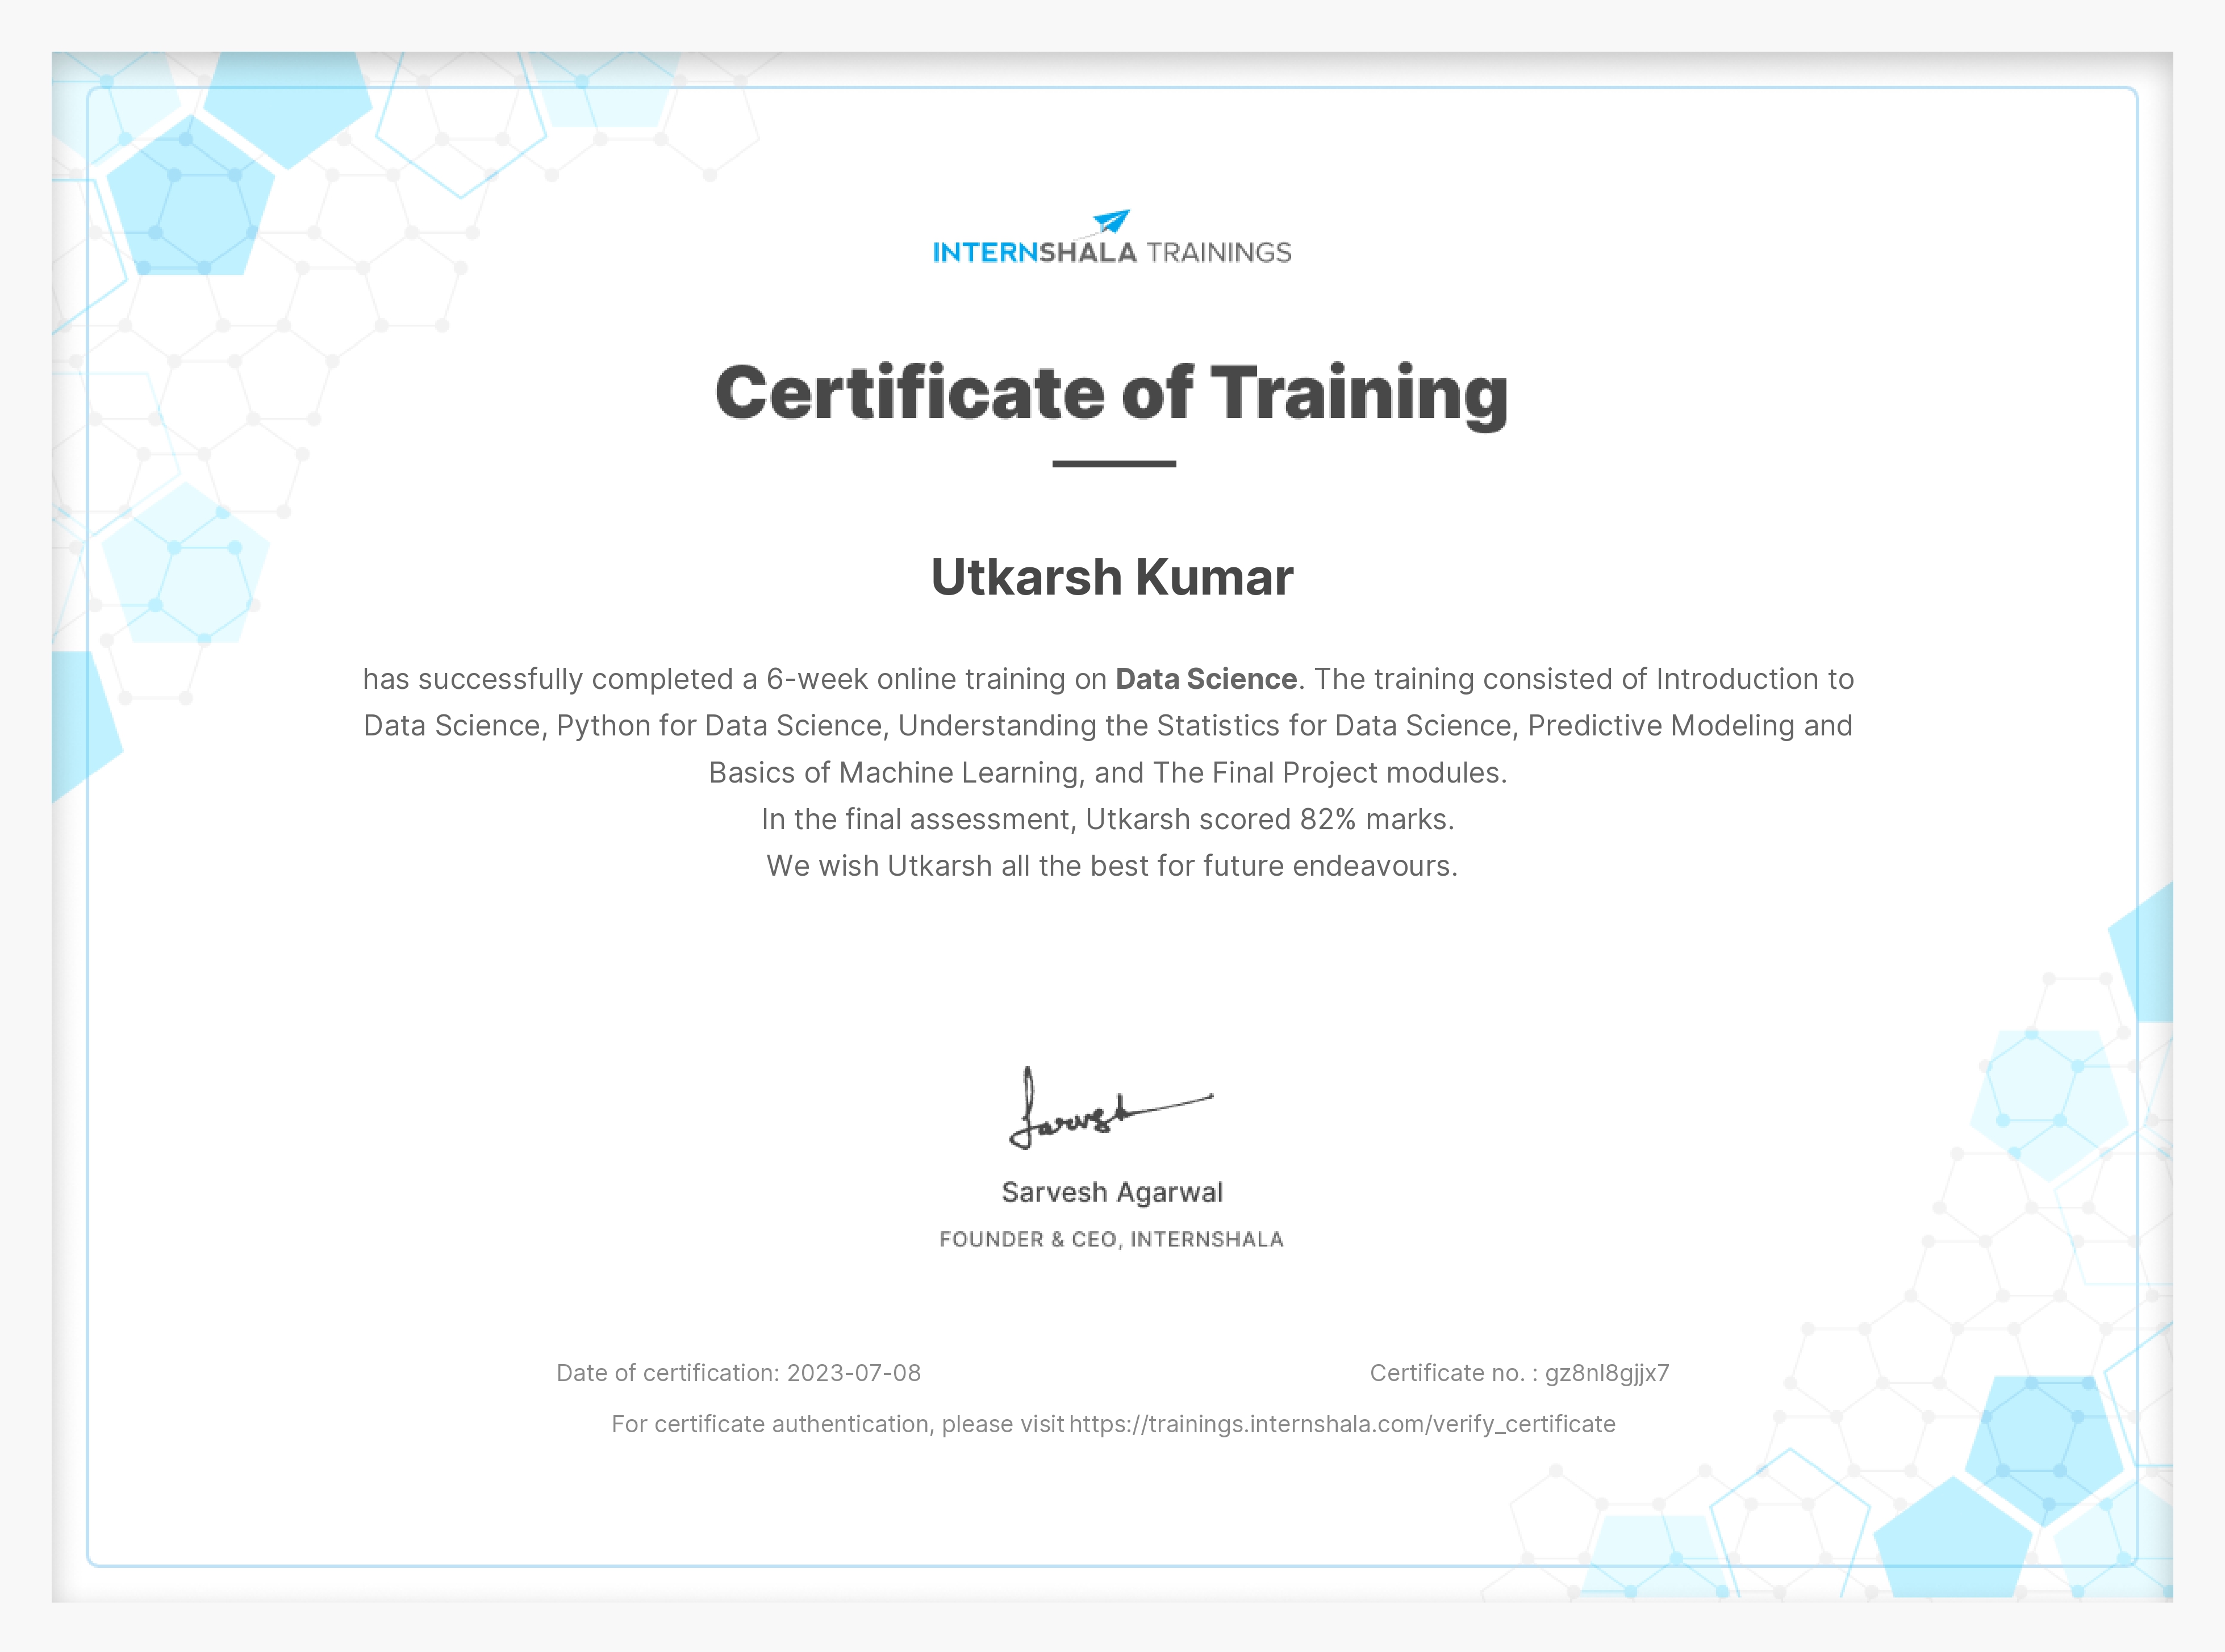 INTERNSHALA TRAININGS
Certificate of Training
Utkarsh Kumar
has successfully completed a 6-week online training on Data Science. The training consisted of Introduction to
Data Science, Python for Data Science, Understanding the Statistics for Data Science, Predictive Modeling and
Basics of Machine Learning, and The Final Project modules.
In the final assessment, Utkarsh scored 82% marks.
We wish Utkarsh all the best for future endeavours.
Sarvesh
Sarvesh Agarwal
FOUNDER & CEO, INTERNSHALA
Date of certification: 2023-07-08
Certificate no. : gz8nl8gjjx7
For certificate authentication, please visit https://trainings.internshala.com/verify_certificate